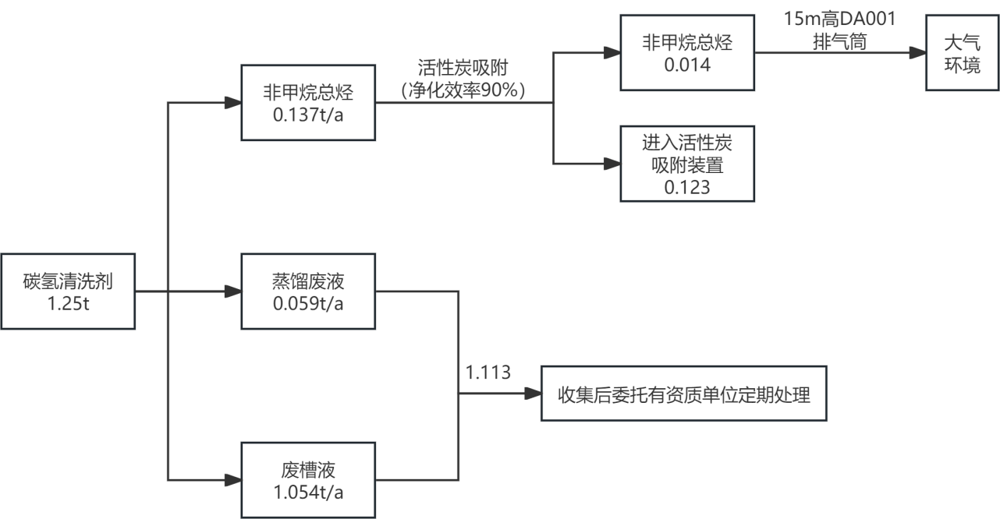 15m高DA001
排气筒
非甲烷总烃
0.014
大气
环境
活性炭吸附
（净化效率90%）
非甲烷总烃
0.137t/a
进入活性炭
吸附装置
0.123
碳氢清洗剂
1.25t
蒸馏废液
0.059t/a
1.113
收集后委托有资质单位定期处理
废槽液
1.054t/a